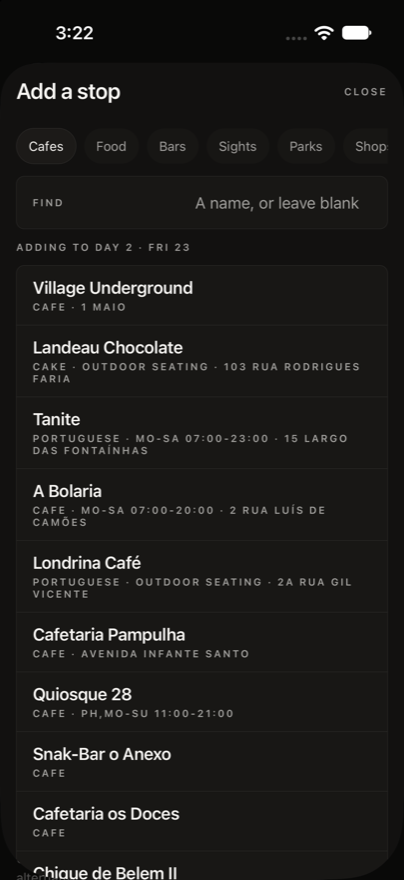 3:22
Add a stop
CLOSE
Cafes
Food
Bars
Sights
Parks
Shops
FIND
A name, or leave blank
ADDING TO DAY 2 · FRI 23
Village Underground
CAFE · 1 MAIO
Landeau Chocolate
CAKE · OUTDOOR SEATING · 103 RUA RODRIGUES
FARIA
Tanite
PORTUGUESE · MO-SA 07:00-23:00 · 15 LARGO
DAS FONTAÍNHAS
A Bolaria
CAFE · MO-SA 07:00-20:00 · 2 RUA LUÍS DE
CAMÕES
Londrina Café
PORTUGUESE · OUTDOOR SEATING · 2A RUA GIL
VICENTE
Cafetaria Pampulha
CAFE · AVENIDA INFANTE SANTO
Quiosque 28
CAFE · PH,MO-SU 11:00-21:00
Snak-Bar o Anexo
CAFE
Cafetaria os Doces
CAFE
Chique de Belem II